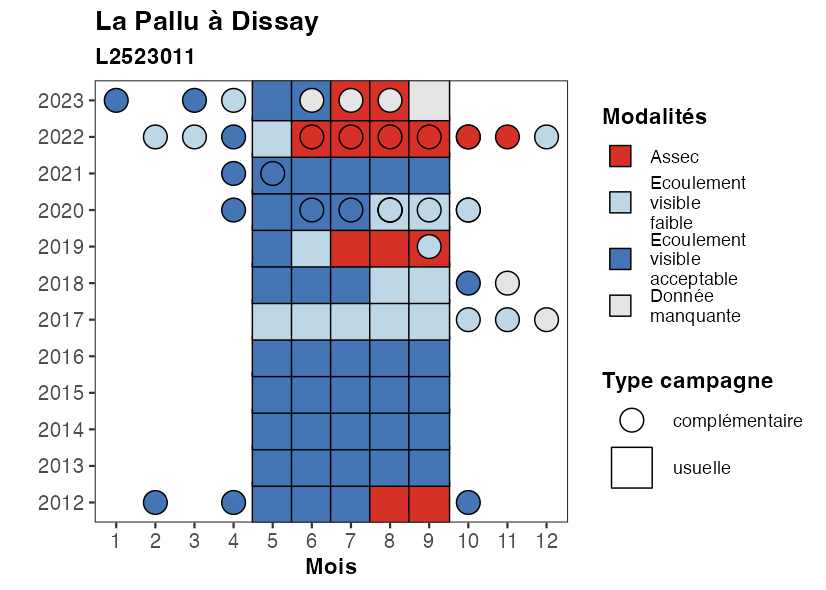 La Pallu à Dissay
L2523011
2023
2022
2021
2020
2019
2018
2017
2016
2015
2014
2013
2012
1 2 3 4 5 6 7 8 9 10 11 12
Mois
Modalités
Assec
Ecoulement
visible
faible
Ecoulement
visible
acceptable
Donnée
manquante
Type campagne
complémentaire
usuelle